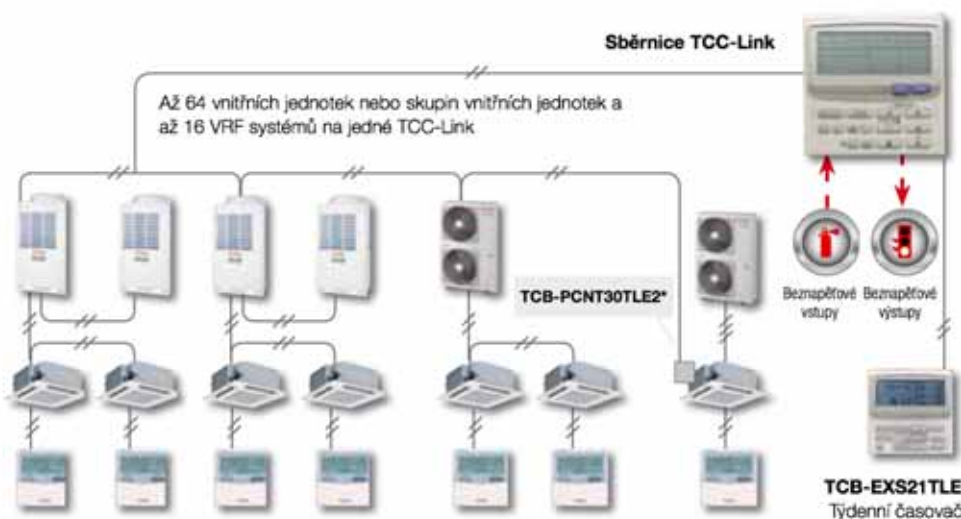 Sběrnice TCC-Link
Až 64 vnitřních jednotek nebo skupin vnitřních jednotek a
až 16 VRF systémů na jedné TCC-Link
TCB-PCNT30TLE2*
Beznapěťové
vstupy
Beznapěťové
výstupy
TCB-EXS21TLE
Týdenní časovač